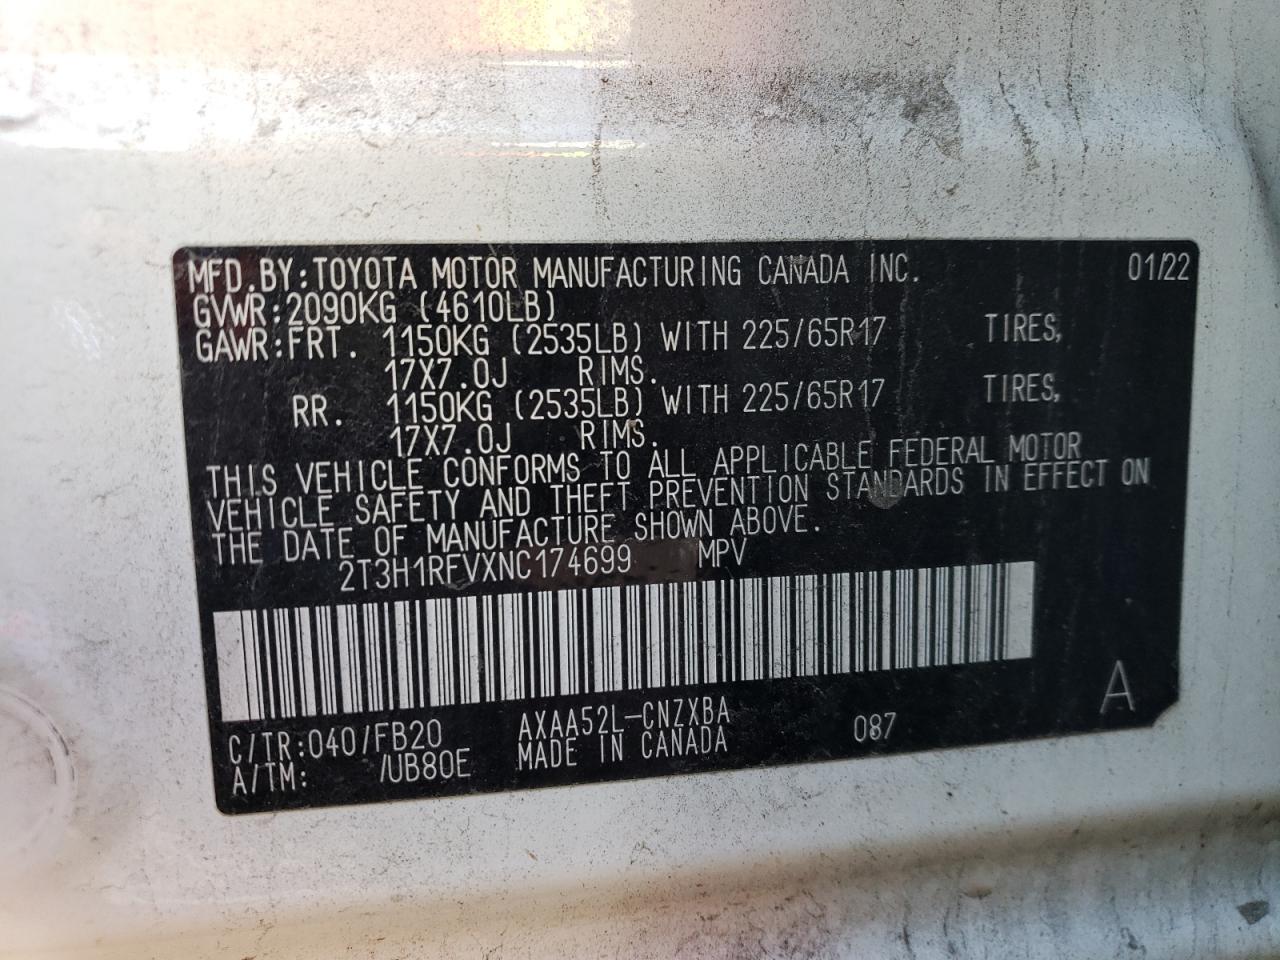 MFD.BY:TOYOTA MOTOR MANUFACTURING CANADA INC. 01/22
GVWR:2090KG (4610LB)
GAWR:FRT. 1150KG (2535LB) WITH 225/65R17 TIRES,
17X7.0J RIMS.
RR. 1150KG (2535LB) WITH 225/65R17 TIRES,
17X7.0J RIMS.
THIS VEHICLE CONFORMS TO ALL APPLICABLE FEDERAL MOTOR
VEHICLE SAFETY AND THEFT PREVENTION STANDARDS IN EFFECT ON
THE DATE OF MANUFACTURE SHOWN ABOVE.
2T3H1RFVXNC174699 MPV
C/TR:040/FB20 AXAA52L-CNZXBA 087 A
A/TM: /UB80E MADE IN CANADA